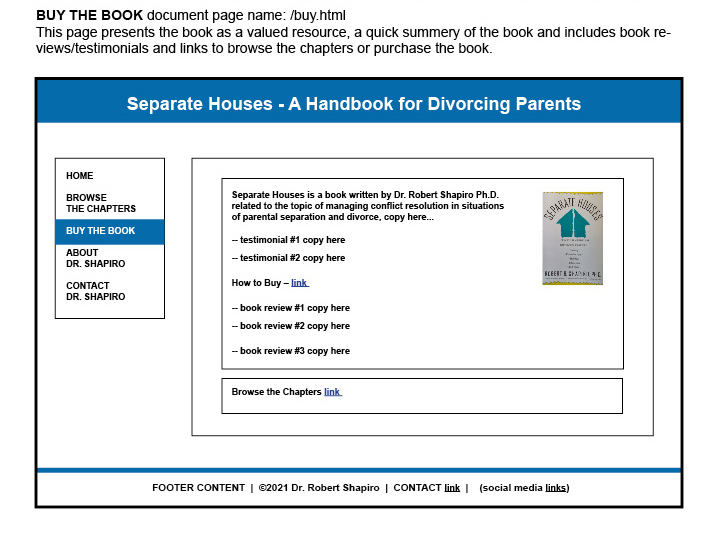 BUY THE BOOK document page name: /buy.html
This page presents the book as a valued resource, a quick summery of the book and includes book re-
views/testimonials and links to browse the chapters or purchase the book.
Separate Houses - A Handbook for Divorcing Parents
HOME
BROWSE
THE CHAPTERS
BUY THE BOOK
ABOUT
DR. SHAPIRO
CONTACT
DR. SHAPIRO
Separate Houses is a book written by Dr. Robert Shapiro Ph.D.
related to the topic of managing conflict resolution in situations
of parental separation and divorce, copy here...
-- testimonial #1 copy here
-- testimonial #2 copy here
How to Buy – link
-- book review #1 copy here
-- book review #2 copy here
-- book review #3 copy here
SEPARATE HOUSES
ROBERT B. SHAPIRO, PH.D.
Browse the Chapters link
FOOTER CONTENT | ©2021 Dr. Robert Shapiro | CONTACT link | (social media links)